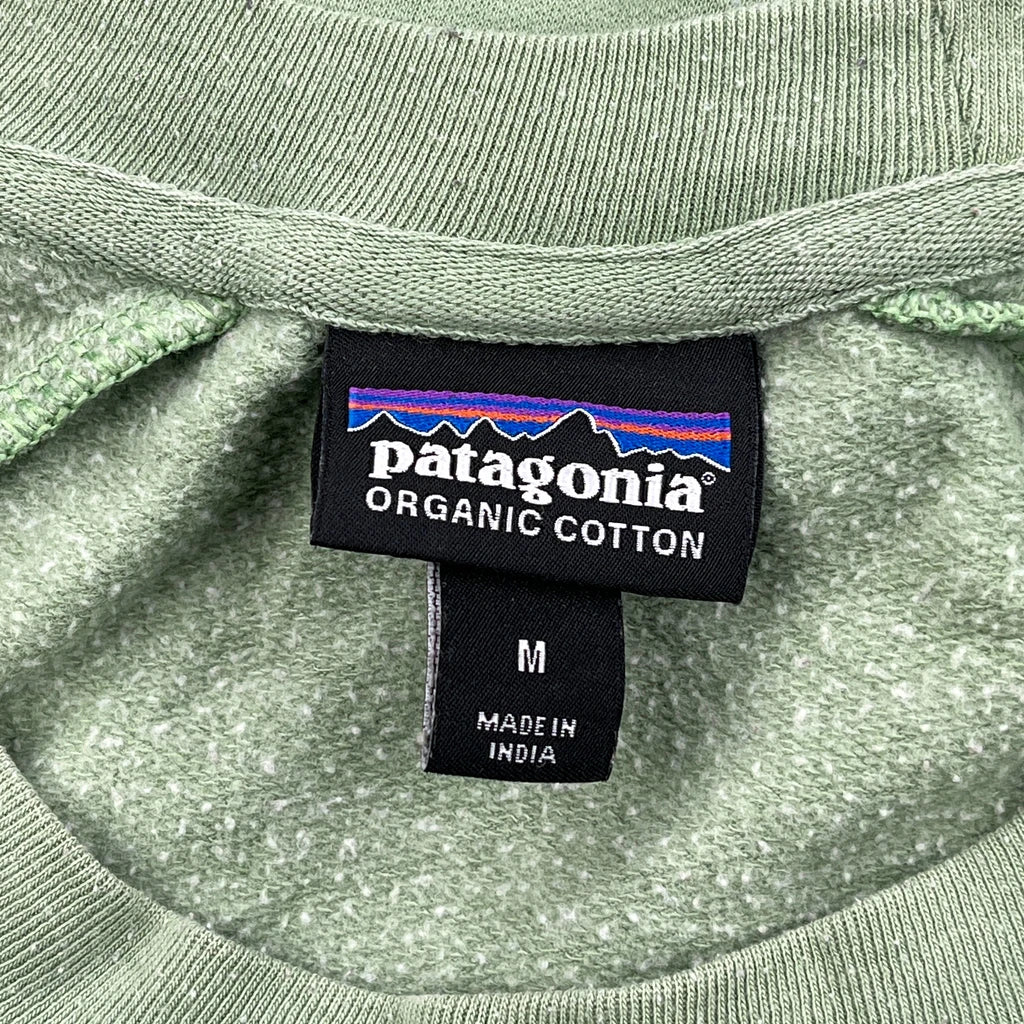 patagonia®
ORGANIC COTTON
M
MADE IN
INDIA